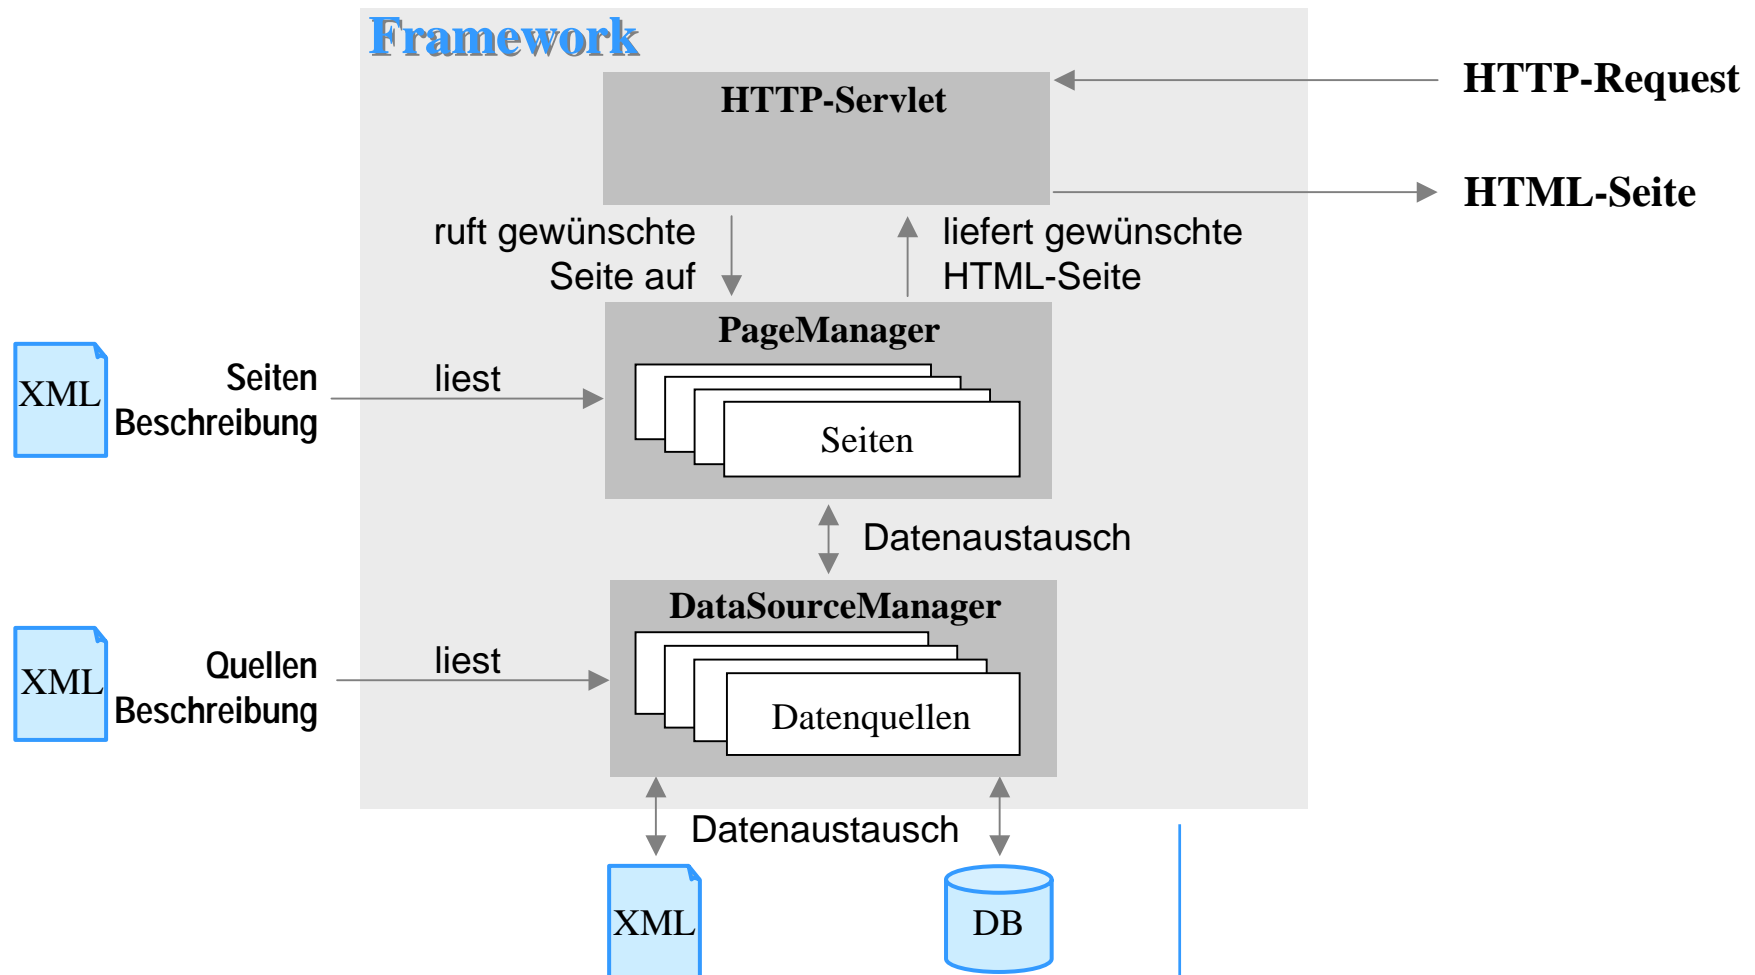 Framework
HTTP-Servlet
HTTP-Request
HTML-Seite
ruft gewünschte
Seite auf
liefert gewünschte
HTML-Seite
PageManager
XML
Seiten
Beschreibung
liest
Seiten
Datenaustausch
DataSourceManager
XML
Quellen
Beschreibung
liest
Datenquellen
Datenaustausch
XML
DB